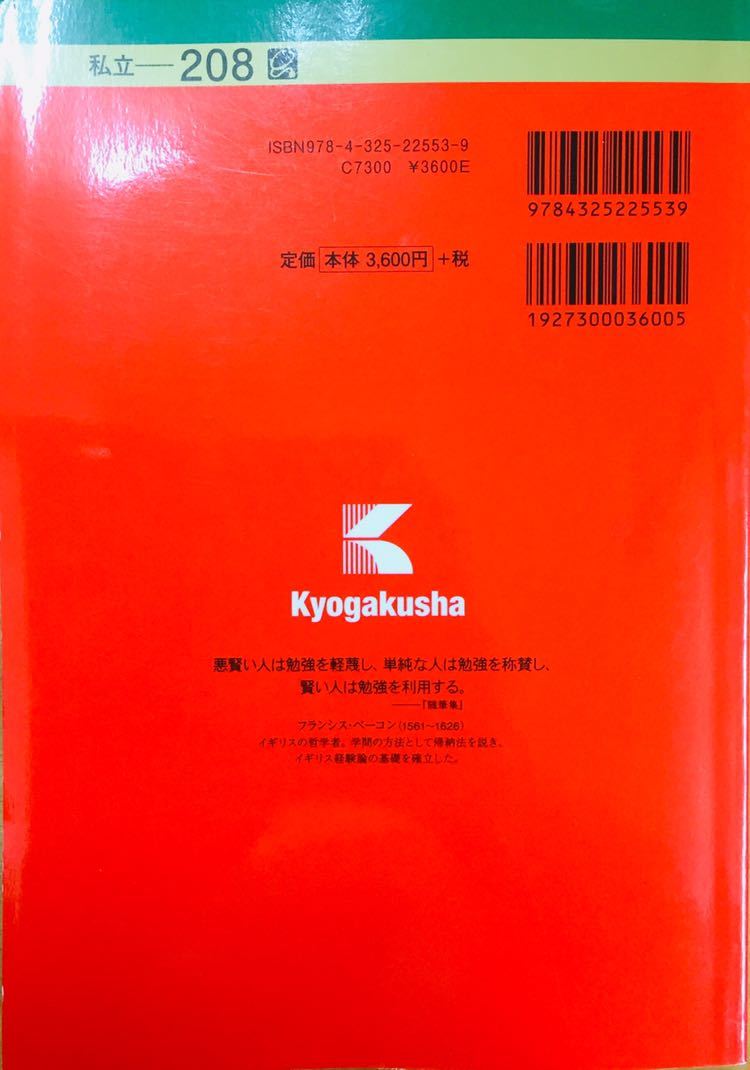 私立──208
ISBN978-4-325-22553-9
C7300 ¥3600E
9784325225539
定価 本体 3,600円 +税
1927300036005
Kyogakusha
悪賢い人は勉強を軽蔑し、単純な人は勉強を称賛し、
賢い人は勉強を利用する。
――『随筆集』
フランシス・ベーコン(1561〜1626)
イギリスの哲学者。学問の方法として帰納法を説き、
イギリス経験論の基礎を確立した。